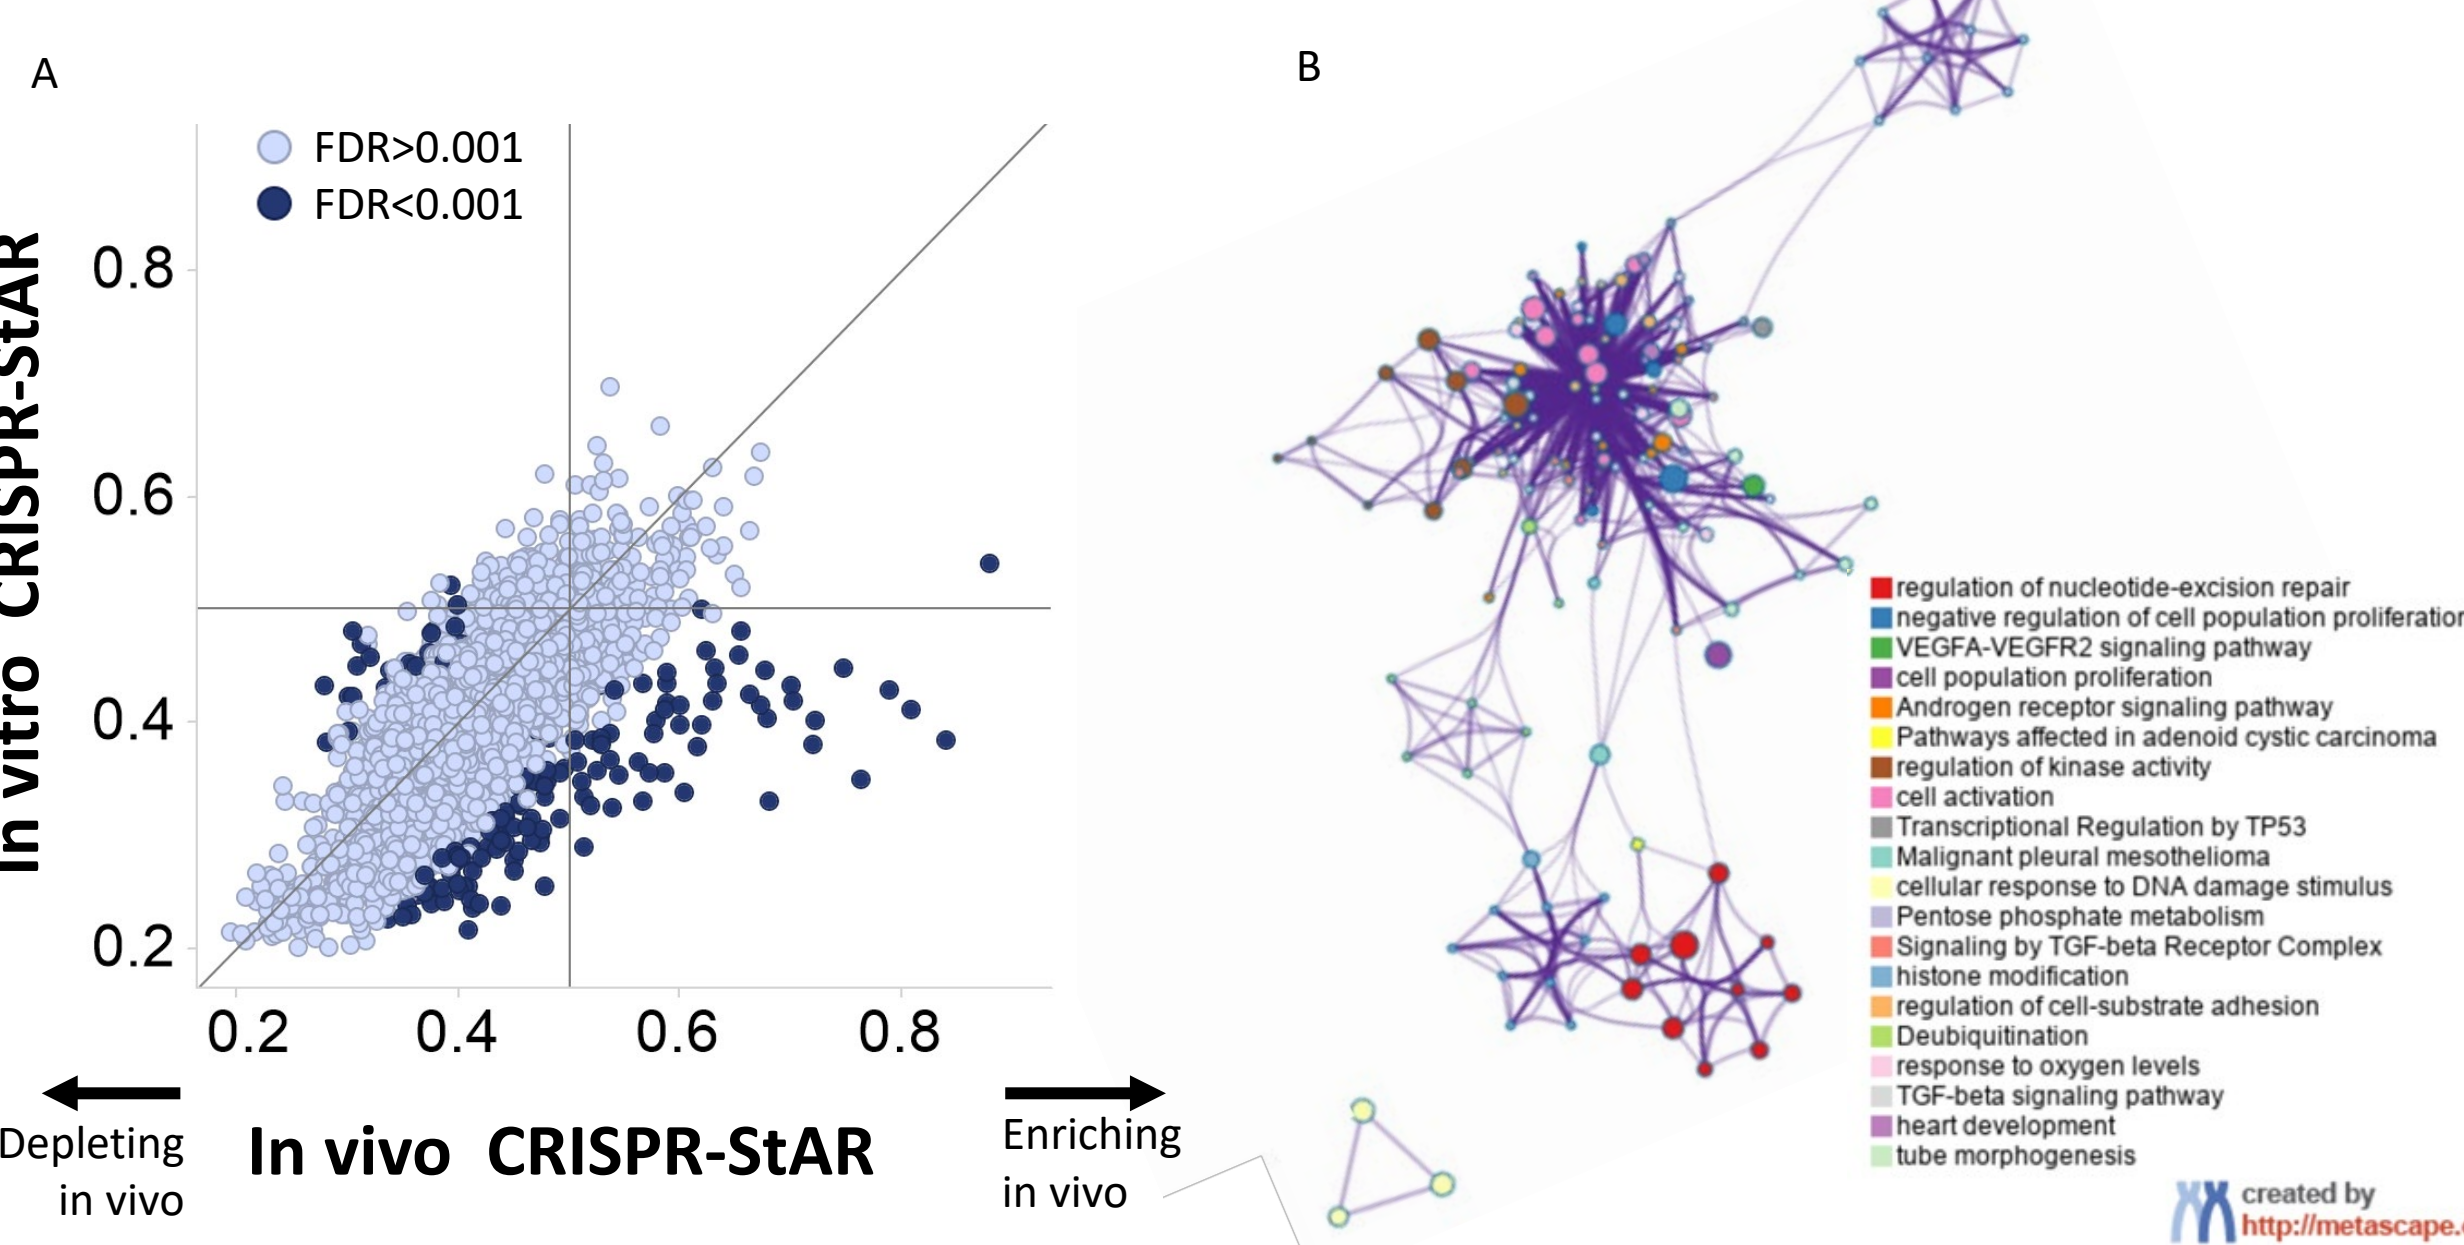 A
B
FDR>0.001
FDR<0.001
In vitro CRISPR-StAR
0.8
0.6
0.4
0.2
0.2 0.4 0.6 0.8
Depleting
in vivo
In vivo CRISPR-StAR
Enriching
in vivo
regulation of nucleotide-excision repair
negative regulation of cell population proliferation
VEGFA-VEGFR2 signaling pathway
cell population proliferation
Androgen receptor signaling pathway
Pathways affected in adenoid cystic carcinoma
regulation of kinase activity
cell activation
Transcriptional Regulation by TP53
Malignant pleural mesothelioma
cellular response to DNA damage stimulus
Pentose phosphate metabolism
Signaling by TGF-beta Receptor Complex
histone modification
regulation of cell-substrate adhesion
Deubiquitination
response to oxygen levels
TGF-beta signaling pathway
heart development
tube morphogenesis
created by
http://metascape.